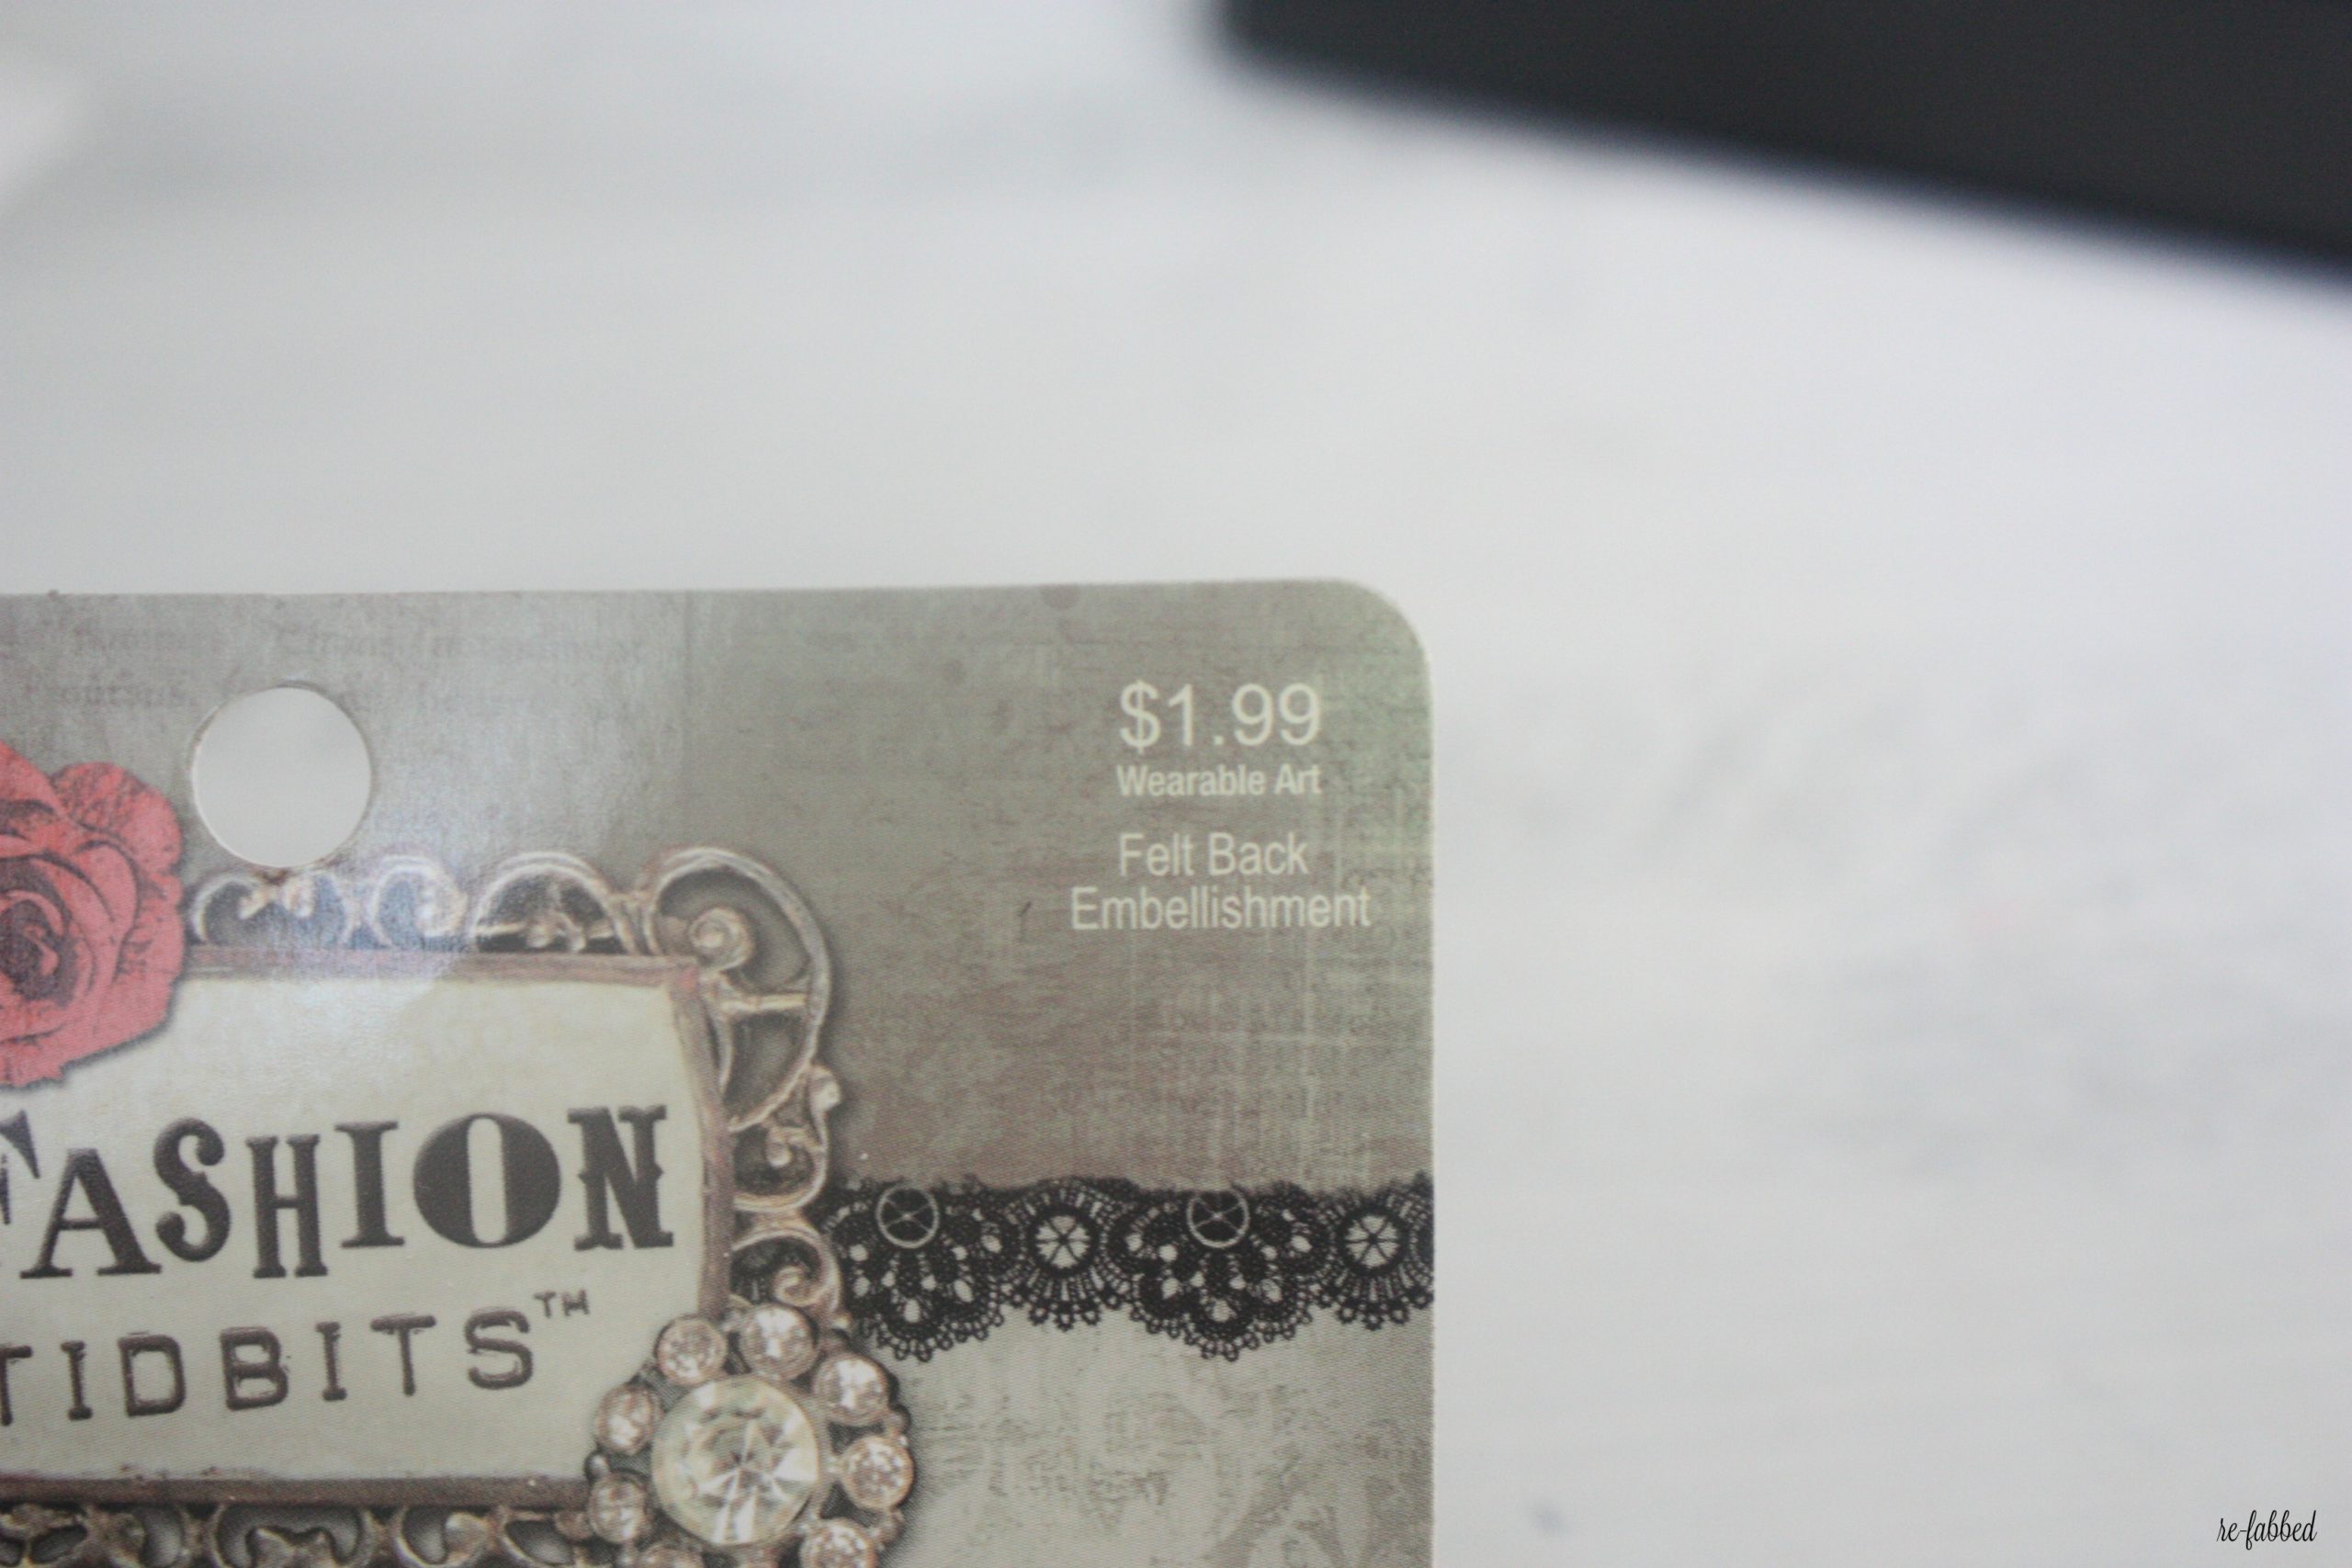 $1.99
Wearable Art
Felt Back
Embellishment
FASHION
TIDBITS™
re-fabbed